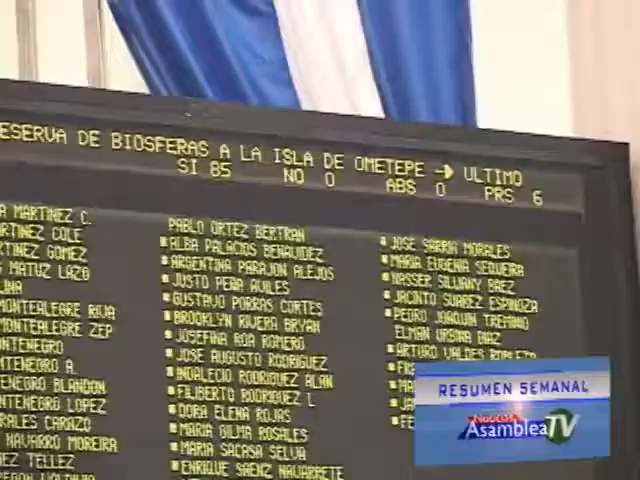 ESERVA DE BIOSFERAS A LA ISLA DE OMETEPE → ULTIMO
SI 85 NO 0 ABS 0 PRS 6
A MARTINEZ C.
RTINEZ COLE
TINEZ GOMEZ
MATUZ LAZO
LINA
MONTEALEGRE RIVA
MONTEALEGRE ZEP
NTENEGRO
NTENEGRO A.
TENEGRO BLANDON
NTENEGRO LOPEZ
RALES CARAZO
NAVARRO MOREIRA
EZ TELLEZ
PABLO ORTEZ BERTRAN
ALBA PALACIOS BENAVIDEZ
ARGENTINA PARAJON ALEJOS
JUSTO PEÑA AVILES
GUSTAVO PORRAS CORTES
BROOKLYN RIVERA BRYAN
JOSEFINA ROA ROMERO
JOSE AUGUSTO RODRIGUEZ
INDALECIO RODRIGUEZ ALAN
FILIBERTO RODRIGUEZ L
DORA ELENA ROJAS
MARIA GILMA ROSALES
MARIA SACASA SELVA
ENRIQUE SAENZ NAVARRETE
JOSE SARRIA MORALES
MARIA EUGENIA SEQUEIRA
NASSER SILWANY BAEZ
JACINTO SUAREZ ESPINOZA
PEDRO JOAQUIN TREMINO
ELMAN URBINA DIAZ
ARTURO VALDES ROBLETO
RESUMEN SEMANAL
Noticias
Asamblea TV